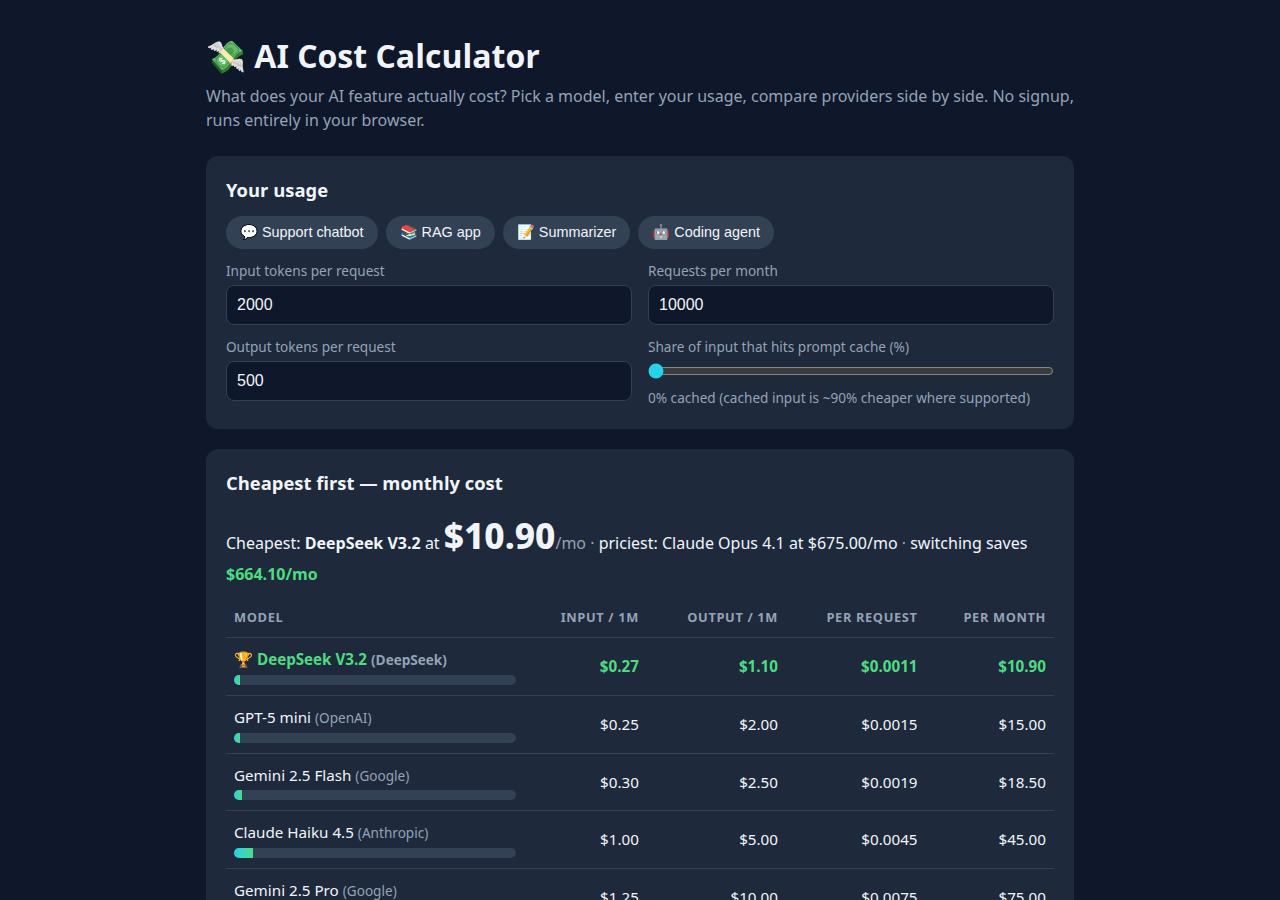 💸 AI Cost Calculator
What does your AI feature actually cost? Pick a model, enter your usage, compare providers side by side. No signup,
runs entirely in your browser.
Your usage
💬 Support chatbot 📚 RAG app 📝 Summarizer 🤖 Coding agent
Input tokens per request Requests per month
2000 10000
Output tokens per request Share of input that hits prompt cache (%)
500
0% cached (cached input is ~90% cheaper where supported)
Cheapest first — monthly cost
Cheapest: DeepSeek V3.2 at $10.90/mo · priciest: Claude Opus 4.1 at $675.00/mo · switching saves
$664.10/mo
MODEL INPUT / 1M OUTPUT / 1M PER REQUEST PER MONTH
🏆 DeepSeek V3.2 (DeepSeek) $0.27 $1.10 $0.0011 $10.90
GPT-5 mini (OpenAI) $0.25 $2.00 $0.0015 $15.00
Gemini 2.5 Flash (Google) $0.30 $2.50 $0.0019 $18.50
Claude Haiku 4.5 (Anthropic) $1.00 $5.00 $0.0045 $45.00
Gemini 2.5 Pro (Google) $1.25 $10.00 $0.0075 $75.00